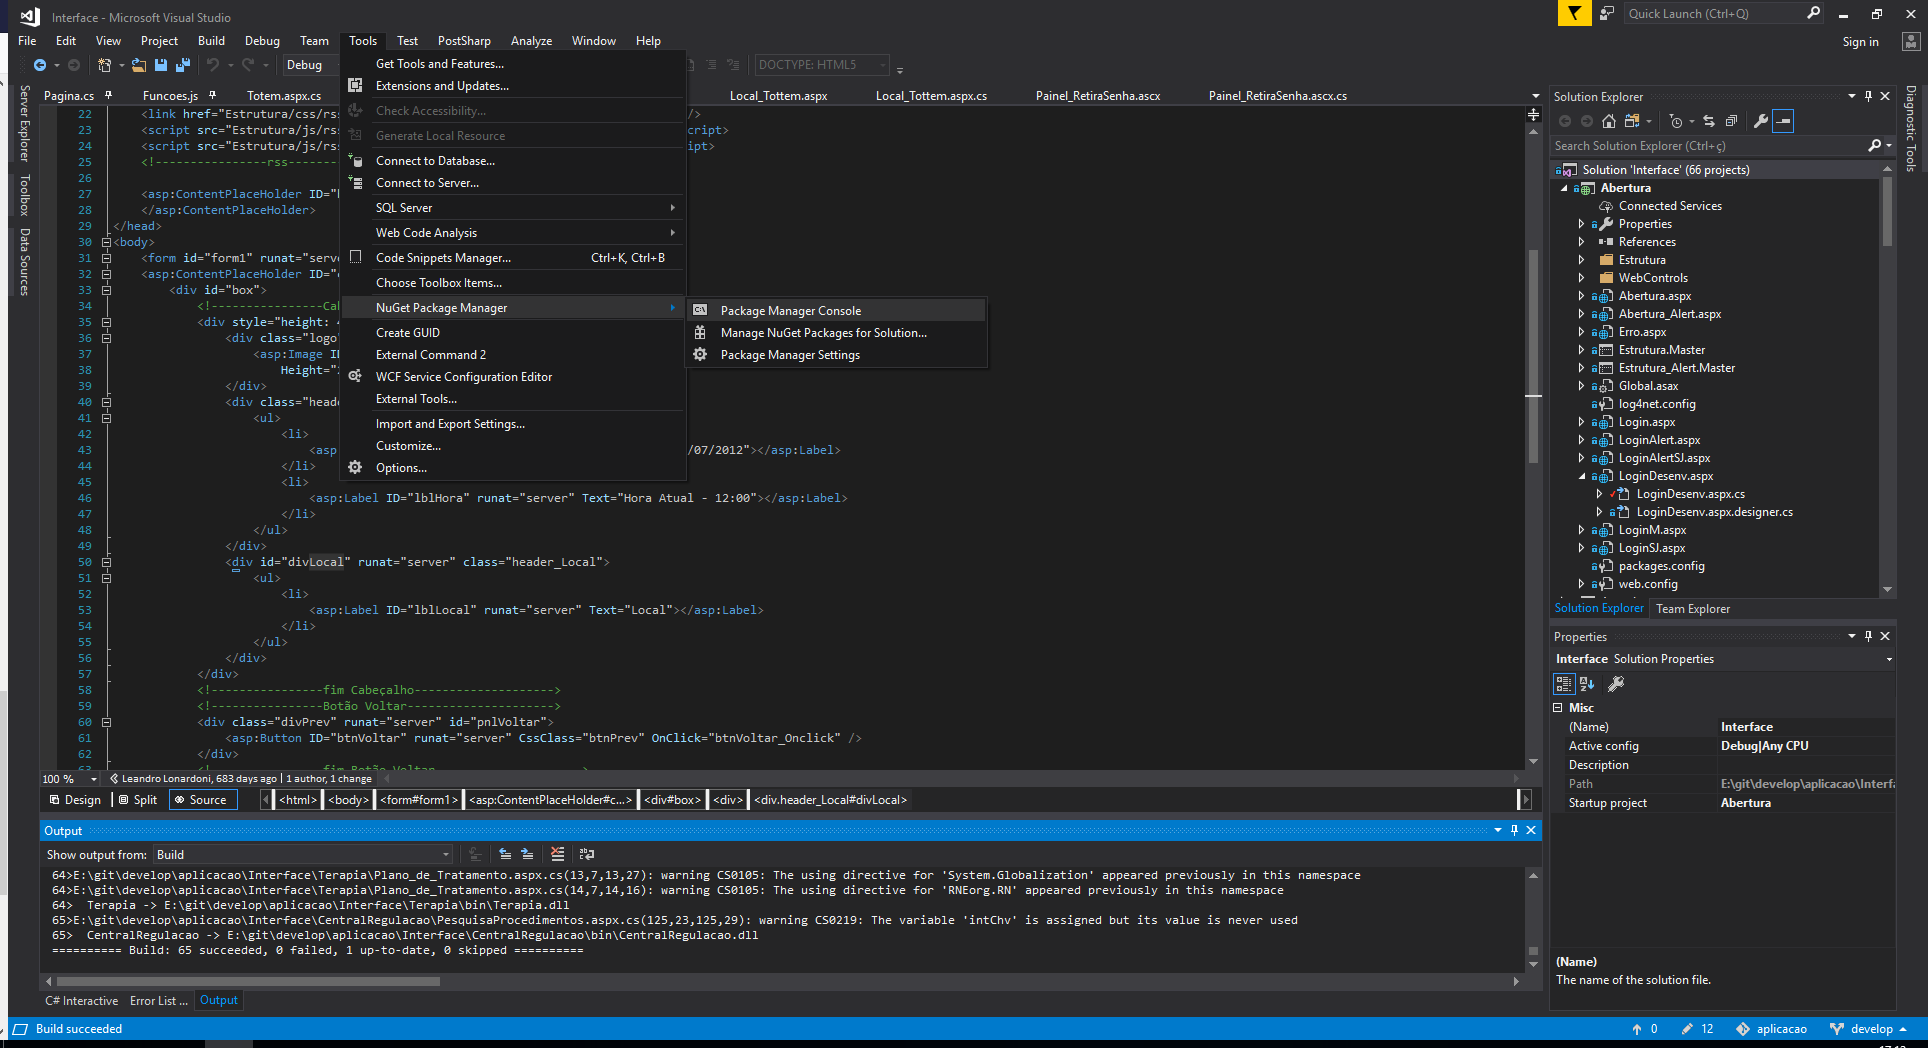 Interface - Microsoft Visual Studio
Quick Launch (Ctrl+Q)
File Edit View Project Build Debug Team Tools Test PostSharp Analyze Window Help
Sign in
Debug
DOCTYPE: HTML5
Server Explorer
Toolbox
Data Sources
Pagina.cs Funcoes.js Totem.aspx.cs Local_Tottem.aspx Local_Tottem.aspx.cs Painel_RetiraSenha.ascx Painel_RetiraSenha.ascx.cs
Get Tools and Features...
Extensions and Updates...
Check Accessibility...
Generate Local Resource
Connect to Database...
Connect to Server...
SQL Server
Web Code Analysis
Code Snippets Manager... Ctrl+K, Ctrl+B
Choose Toolbox Items...
NuGet Package Manager
Create GUID
External Command 2
WCF Service Configuration Editor
External Tools...
Import and Export Settings...
Customize...
Options...
Package Manager Console
Manage NuGet Packages for Solution...
Package Manager Settings
22 <link href="Estrutura/css/rss />
23 <script src="Estrutura/js/rss cript>
24 <script src="Estrutura/js/rss ipt>
25 <!----------------rss-------
26
27 <asp:ContentPlaceHolder ID="
28 </asp:ContentPlaceHolder>
29 </head>
30 <body>
31 <form id="form1" runat="serv
32 <asp:ContentPlaceHolder ID="
33 <div id="box">
34 <!----------------Ca
35 <div style="height: 
36 <div class="logo
37 <asp:Image I
38 Height="
39 </div>
40 <div class="head
41 <ul>
42 <li>
43 <asp /07/2012"></asp:Label>
44 </li>
45 <li>
46 <asp:Label ID="lblHora" runat="server" Text="Hora Atual - 12:00"></asp:Label>
47 </li>
48 </ul>
49 </div>
50 <div id="divLocal" runat="server" class="header_Local">
51 <ul>
52 <li>
53 <asp:Label ID="lblLocal" runat="server" Text="Local"></asp:Label>
54 </li>
55 </ul>
56 </div>
57 </div>
58 <!----------------fim Cabeçalho-------------------->
59 <!----------------Botão Voltar--------------------->
60 <div class="divPrev" runat="server" id="pnlVoltar">
61 <asp:Button ID="btnVoltar" runat="server" CssClass="btnPrev" OnClick="btnVoltar_Onclick" />
62 </div>
100 % Leandro Lonardoni, 683 days ago | 1 author, 1 change
Design Split Source <html> <body> <form#form1> <asp:ContentPlaceHolder#c...> <div#box> <div> <div.header_Local#divLocal>
Output
Show output from: Build
64>E:\git\develop\aplicacao\Interface\Terapia\Plano_de_Tratamento.aspx.cs(13,7,13,27): warning CS0105: The using directive for 'System.Globalization' appeared previously in this namespace
64>E:\git\develop\aplicacao\Interface\Terapia\Plano_de_Tratamento.aspx.cs(14,7,14,16): warning CS0105: The using directive for 'RNEorg.RN' appeared previously in this namespace
64> Terapia -> E:\git\develop\aplicacao\Interface\Terapia\bin\Terapia.dll
65>E:\git\develop\aplicacao\Interface\CentralRegulacao\PesquisaProcedimentos.aspx.cs(125,23,125,29): warning CS0219: The variable 'intChv' is assigned but its value is never used
65> CentralRegulacao -> E:\git\develop\aplicacao\Interface\CentralRegulacao\bin\CentralRegulacao.dll
========== Build: 65 succeeded, 0 failed, 1 up-to-date, 0 skipped ==========
C# Interactive Error List ... Output
Solution Explorer
Search Solution Explorer (Ctrl+ç)
Solution 'Interface' (66 projects)
Abertura
Connected Services
Properties
References
Estrutura
WebControls
Abertura.aspx
Abertura_Alert.aspx
Erro.aspx
Estrutura.Master
Estrutura_Alert.Master
Global.asax
log4net.config
Login.aspx
LoginAlert.aspx
LoginAlertSJ.aspx
LoginDesenv.aspx
LoginDesenv.aspx.cs
LoginDesenv.aspx.designer.cs
LoginM.aspx
LoginSJ.aspx
packages.config
web.config
Solution Explorer Team Explorer
Diagnostic Tools
Properties
Interface Solution Properties
Misc
(Name) Interface
Active config Debug|Any CPU
Description
Path E:\git\develop\aplicacao\Interf
Startup project Abertura
(Name)
The name of the solution file.
Build succeeded
0 12 aplicacao develop